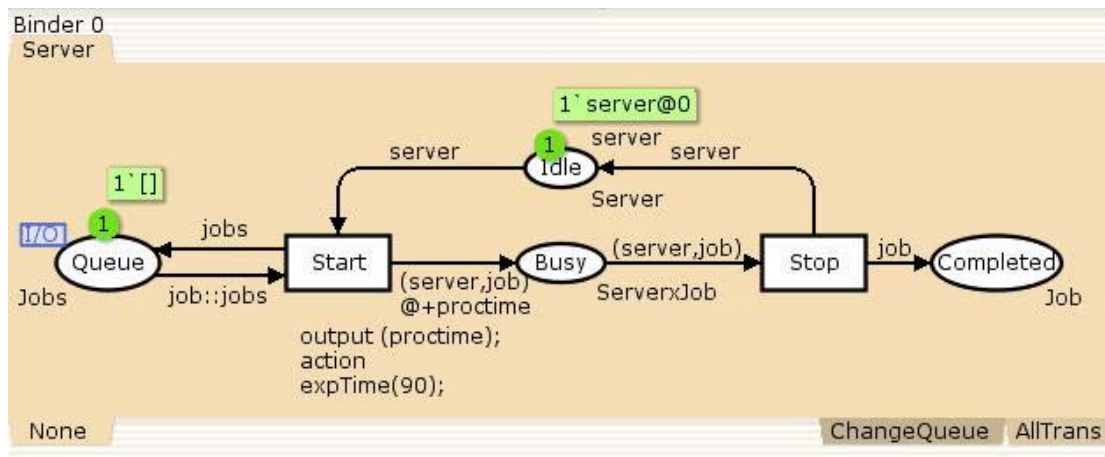 Binder 0
Server
1`server@0
1
server
server
server
Idle
Server
1`[]
1
I/O
jobs
Queue
Start
Busy
(server,job)
Stop
job
Completed
Jobs
job::jobs
(server,job)
@+proctime
ServerxJob
Job
output (proctime);
action
expTime(90);
None
ChangeQueue
AllTrans